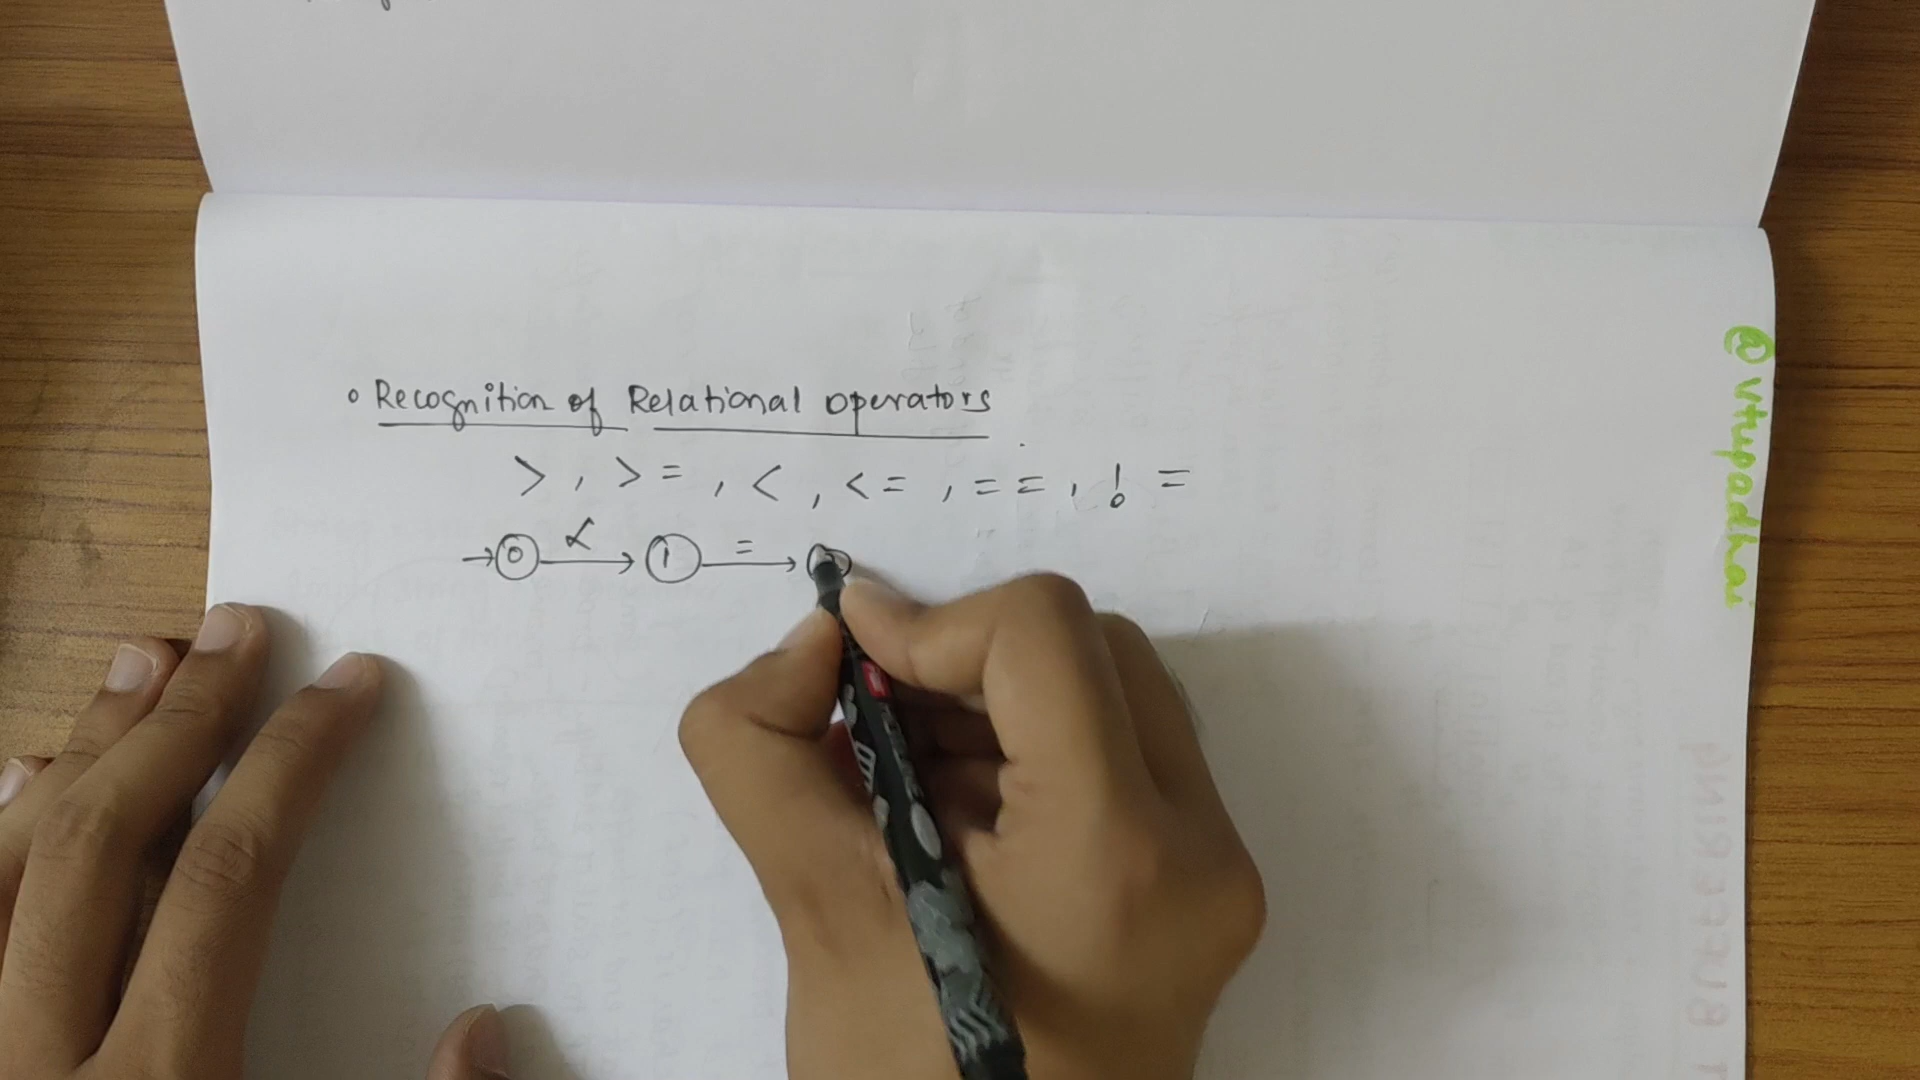 • Recognition of Relational operators
> , > = , < , < = , = = , ! =
→ 0 < → 1 = →
@vtupadhai